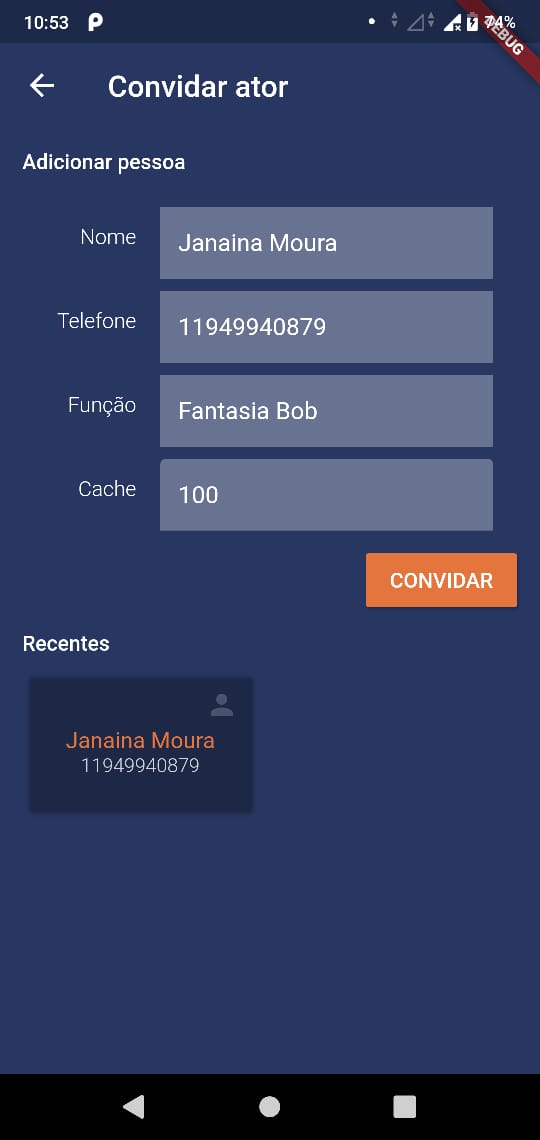 10:53
74%
DEBUG
Convidar ator
Adicionar pessoa
Nome
Janaina Moura
Telefone
11949940879
Função
Fantasia Bob
Cache
100
CONVIDAR
Recentes
Janaina Moura
11949940879